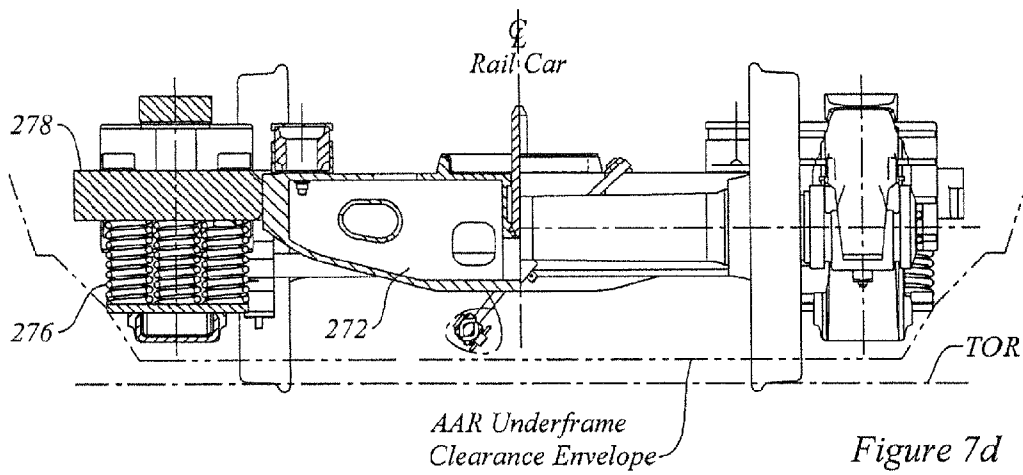 ℄
Rail Car
278
276
272
TOR
AAR Underframe
Clearance Envelope
Figure 7d